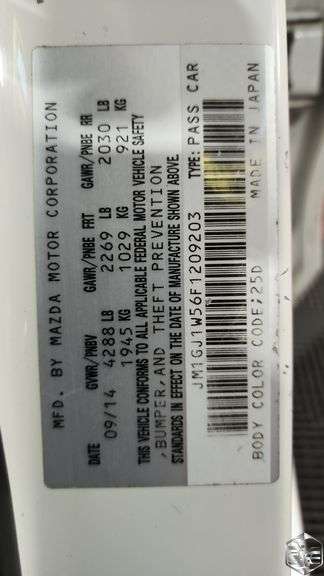 MFD. BY MAZDA MOTOR CORPORATION
DATE GVWR/PNBV GAWR/PNBE FRT GAWR/PNBE RR
09/14 4288 LB 2269 LB 2030 LB
1945 KG 1029 KG 921 KG
THIS VEHICLE CONFORMS TO ALL APPLICABLE FEDERAL MOTOR VEHICLE SAFETY
,BUMPER,AND THEFT PREVENTION
STANDARDS IN EFFECT ON THE DATE OF MANUFACTURE SHOWN ABOVE.
JM1GJ1W56F1209203 TYPE: PASS CAR
BODY COLOR CODE;25D MADE IN JAPAN